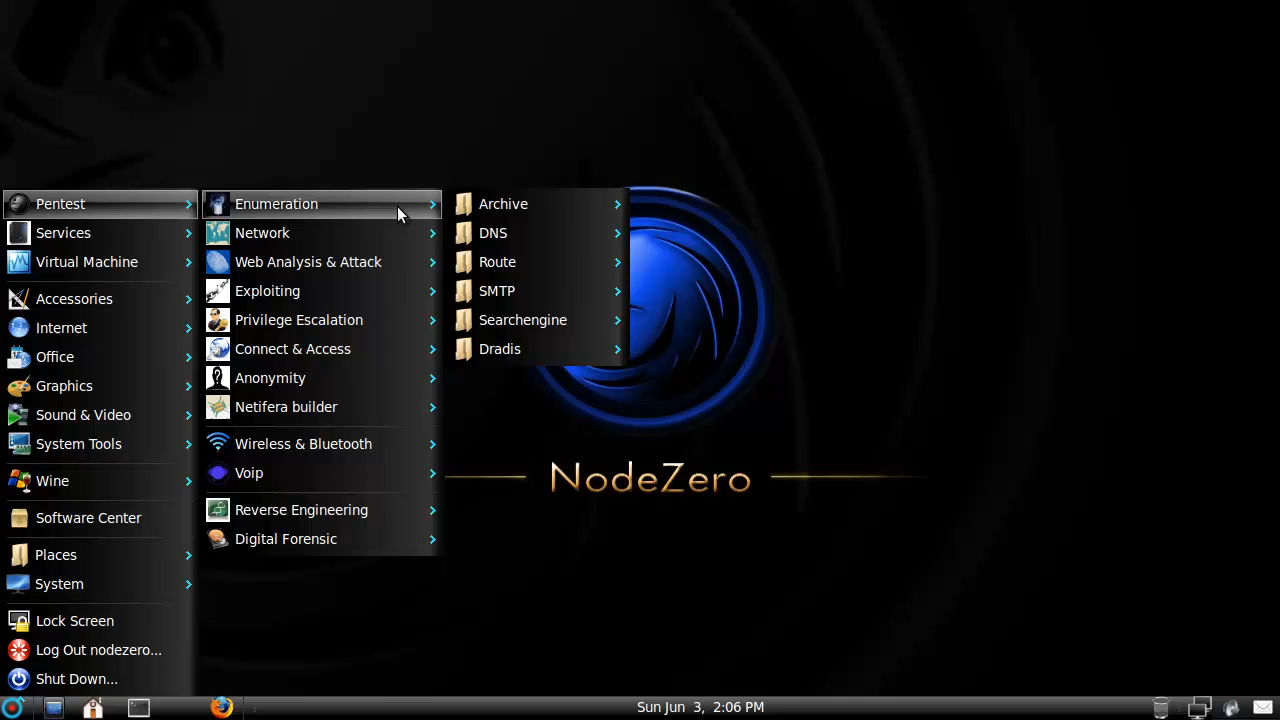 Pentest
Services
Virtual Machine
Accessories
Internet
Office
Graphics
Sound & Video
System Tools
Wine
Software Center
Places
System
Lock Screen
Log Out nodezero...
Shut Down...
Enumeration
Network
Web Analysis & Attack
Exploiting
Privilege Escalation
Connect & Access
Anonymity
Netifera builder
Wireless & Bluetooth
Voip
Reverse Engineering
Digital Forensic
Archive
DNS
Route
SMTP
Searchengine
Dradis
NodeZero
Sun Jun 3, 2:06 PM